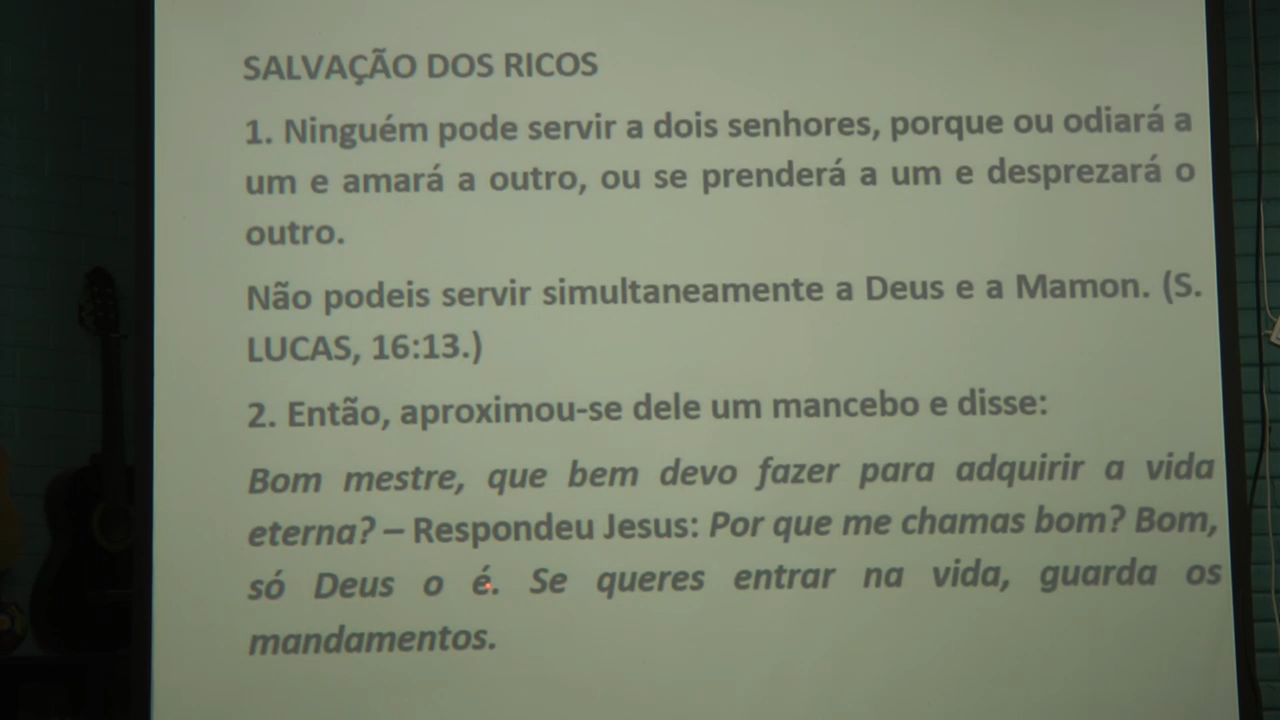 SALVAÇÃO DOS RICOS
1. Ninguém pode servir a dois senhores, porque ou odiará a
um e amará a outro, ou se prenderá a um e desprezará o
outro.
Não podeis servir simultaneamente a Deus e a Mamon. (S.
LUCAS, 16:13.)
2. Então, aproximou-se dele um mancebo e disse:
Bom mestre, que bem devo fazer para adquirir a vida
eterna? – Respondeu Jesus: Por que me chamas bom? Bom,
só Deus o é. Se queres entrar na vida, guarda os
mandamentos.